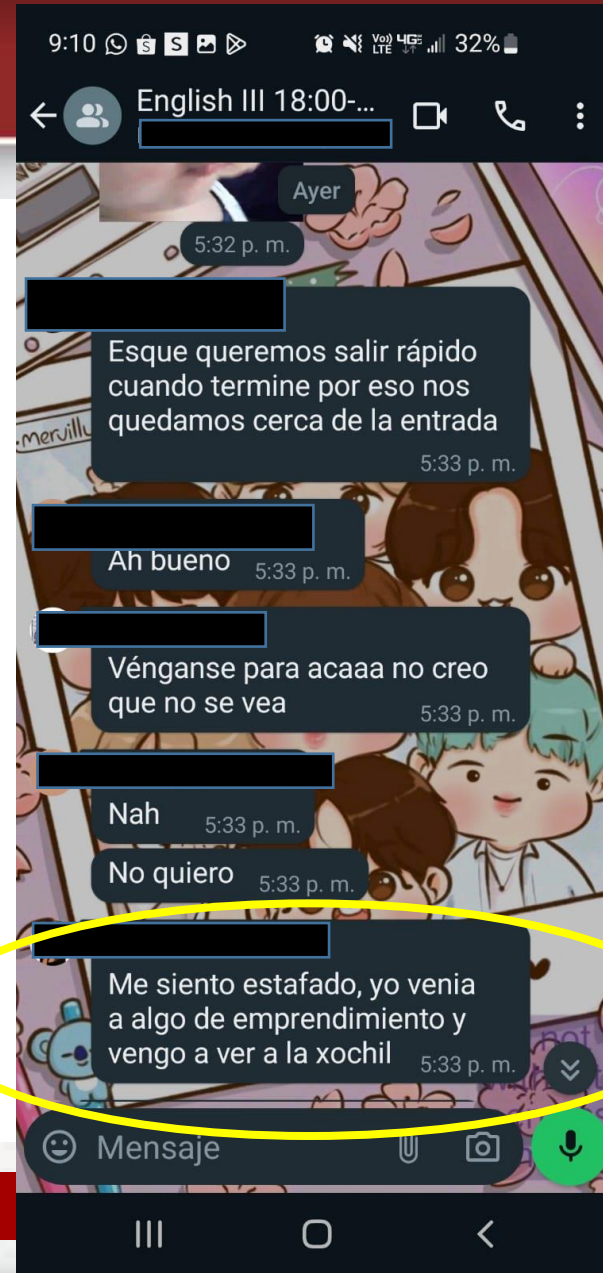 9:10 32%
English III 18:00-...
Ayer
5:32 p. m.
Esque queremos salir rápido
cuando termine por eso nos
quedamos cerca de la entrada
5:33 p. m.
Ah bueno 5:33 p. m.
Vénganse para acaaa no creo
que no se vea 5:33 p. m.
Nah 5:33 p. m.
No quiero 5:33 p. m.
Me siento estafado, yo venia
a algo de emprendimiento y
vengo a ver a la xochil 5:33 p. m.
Mensaje